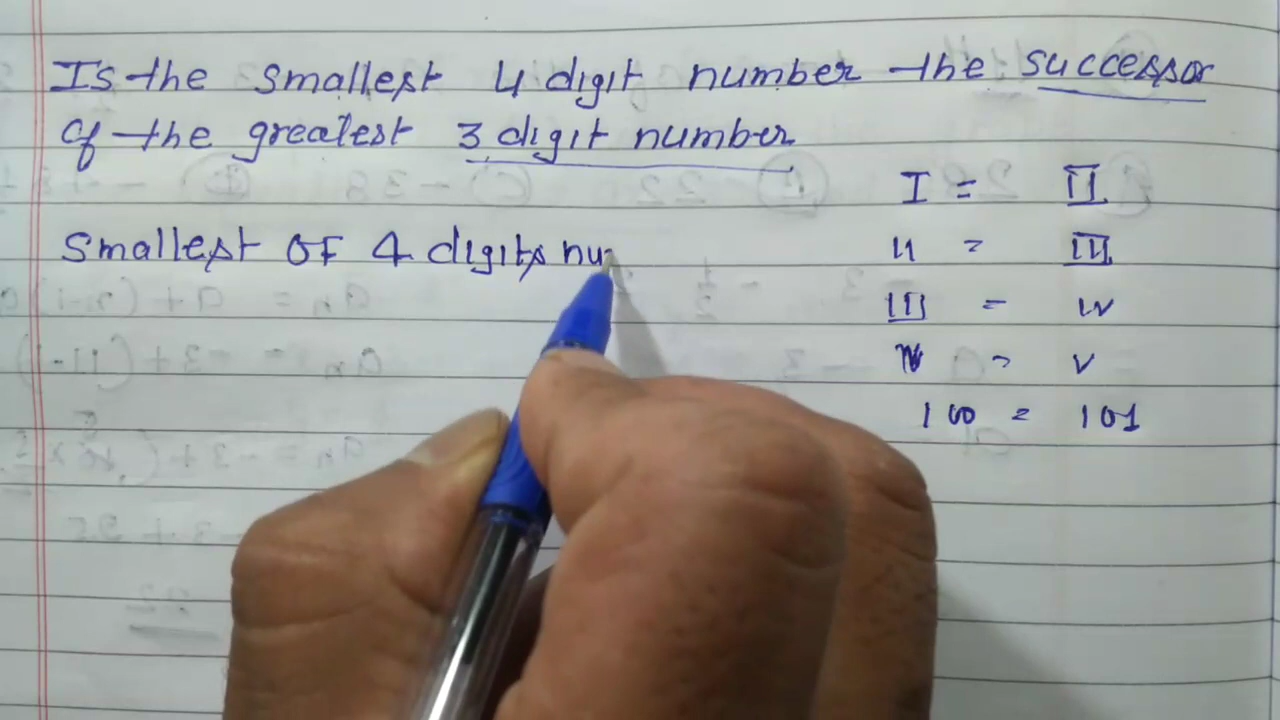 Is the smallest 4 digit number the successor
of the greatest 3 digit number
I = II
Smallest OF 4 digits nu
II = III
III = IV
IV = V
100 = 101